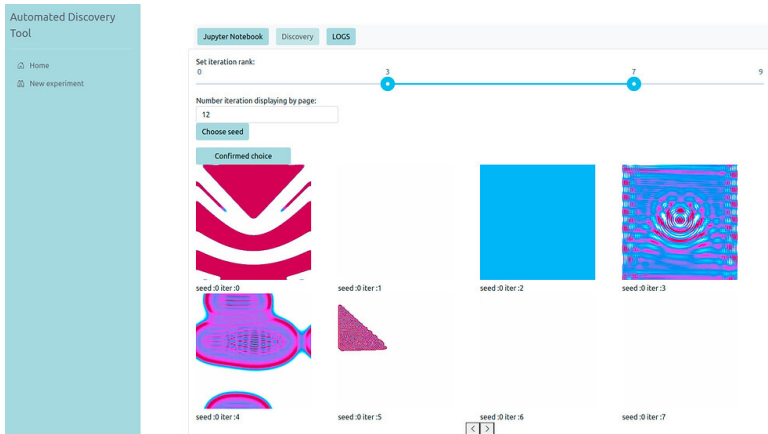 Automated Discovery
Tool
Home
New experiment
Jupyter Notebook
Discovery
LOGS
Set iteration rank:
0 3 7 9
Number iteration displaying by page:
12
Choose seed
Confirmed choice
seed :0 iter :0
seed :0 iter :1
seed :0 iter :2
seed :0 iter :3
seed :0 iter :4
seed :0 iter :5
seed :0 iter :6
seed :0 iter :7
< >